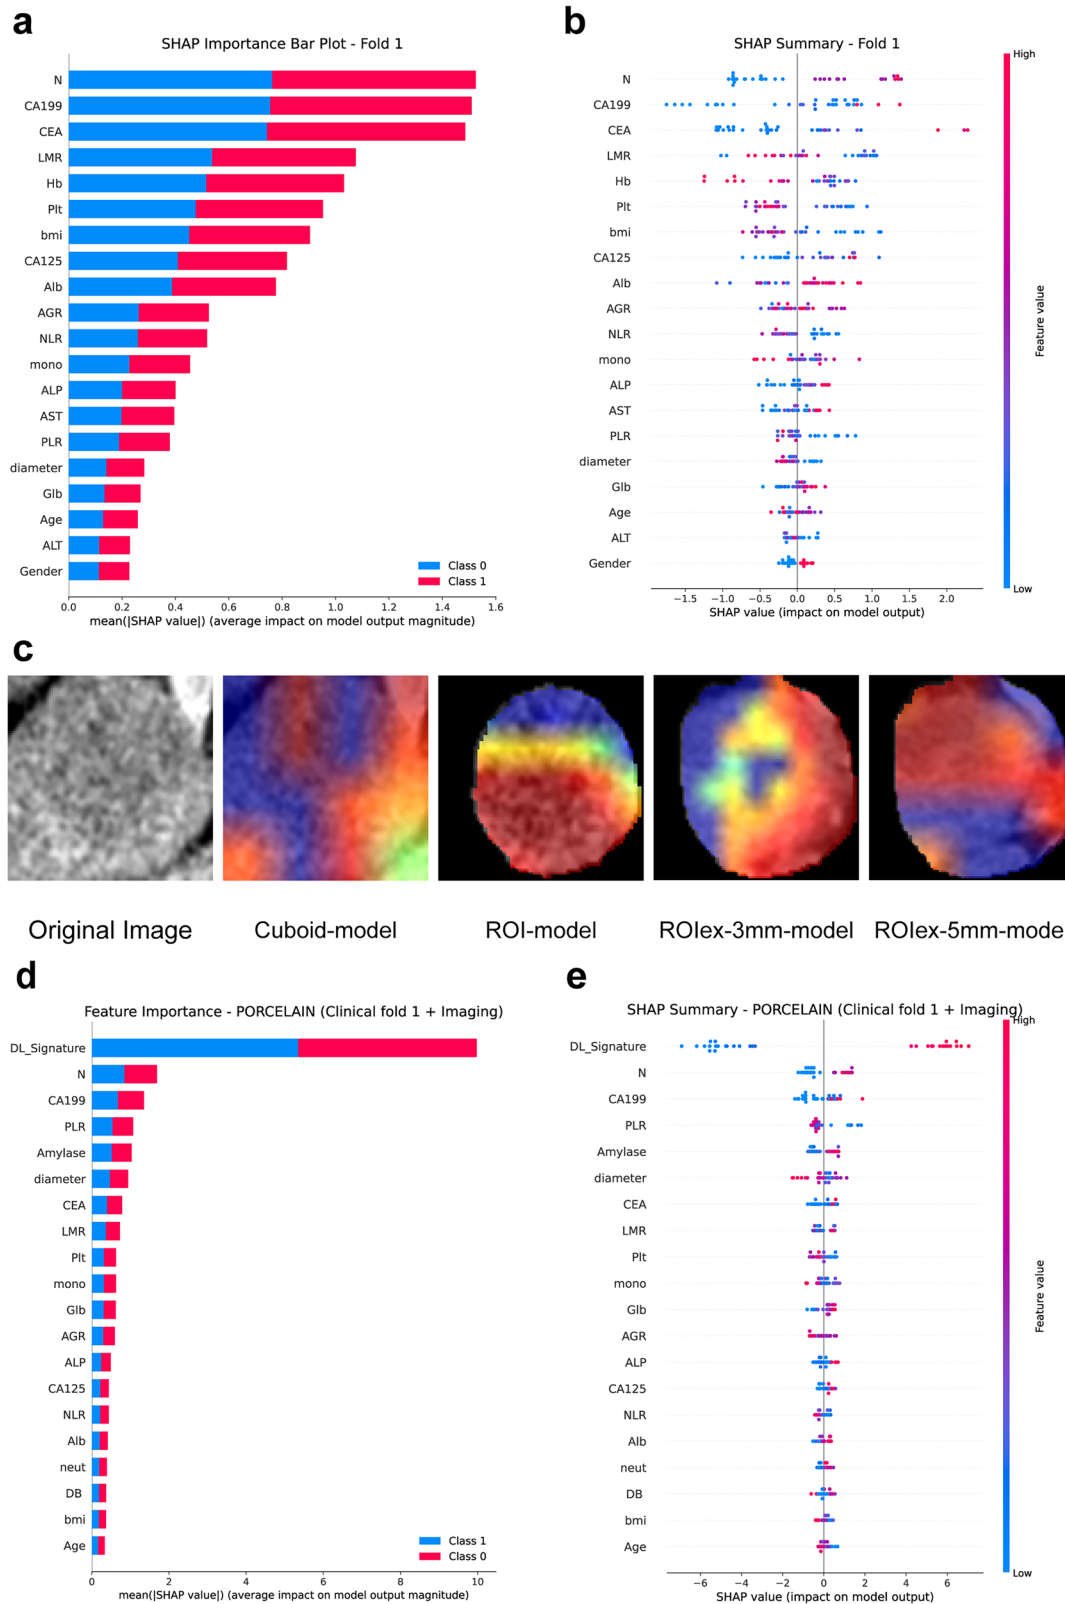 a
SHAP Importance Bar Plot - Fold 1
N
CA199
CEA
LMR
Hb
Plt
bmi
CA125
Alb
AGR
NLR
mono
ALP
AST
PLR
diameter
Glb
Age
ALT
Gender
Class 0
Class 1
0.0 0.2 0.4 0.6 0.8 1.0 1.2 1.4 1.6
mean(|SHAP value|) (average impact on model output magnitude)
b
SHAP Summary - Fold 1
High
N
CA199
CEA
LMR
Hb
Plt
bmi
CA125
Alb
AGR
NLR
mono
ALP
AST
PLR
diameter
Glb
Age
ALT
Gender
Feature value
Low
−1.5 −1.0 −0.5 0.0 0.5 1.0 1.5 2.0
SHAP value (impact on model output)
c
Original Image
Cuboid-model
ROI-model
ROIex-3mm-model
ROIex-5mm-mode
d
Feature Importance - PORCELAIN (Clinical fold 1 + Imaging)
DL_Signature
N
CA199
PLR
Amylase
diameter
CEA
LMR
Plt
mono
Glb
AGR
ALP
CA125
NLR
Alb
neut
DB
bmi
Age
Class 1
Class 0
0 2 4 6 8 10
mean(|SHAP value|) (average impact on model output magnitude)
e
SHAP Summary - PORCELAIN (Clinical fold 1 + Imaging)
High
DL_Signature
N
CA199
PLR
Amylase
diameter
CEA
LMR
Plt
mono
Glb
AGR
ALP
CA125
NLR
Alb
neut
DB
bmi
Age
Feature value
Low
−6 −4 −2 0 2 4 6
SHAP value (impact on model output)